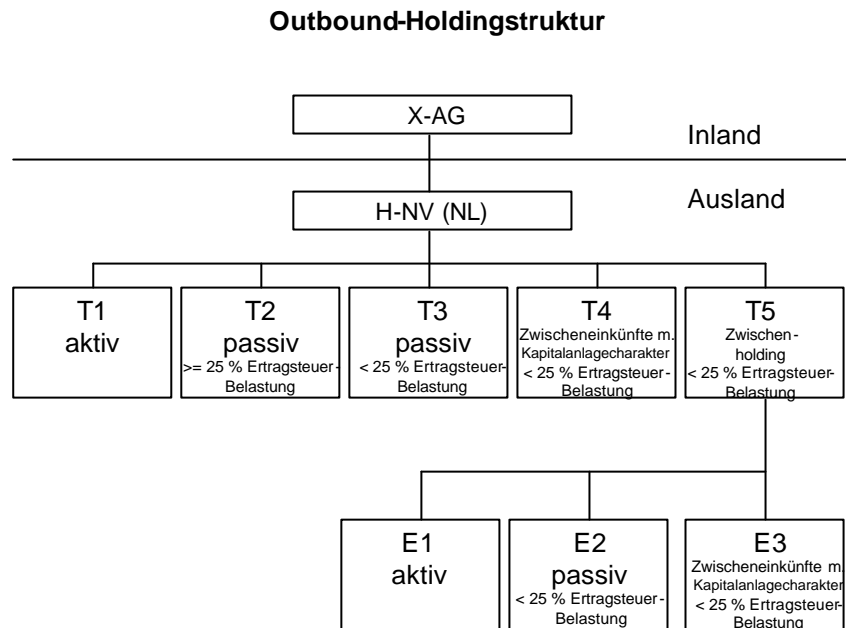 Outbound-Holdingstruktur
X-AG
Inland
H-NV (NL)
Ausland
T1
aktiv
T2
passiv
>= 25 % Ertragsteuer-
Belastung
T3
passiv
< 25 % Ertragsteuer-
Belastung
T4
Zwischeneinkünfte m.
Kapitalanlagecharakter
< 25 % Ertragsteuer-
Belastung
T5
Zwischen-
holding
< 25 % Ertragsteuer-
Belastung
E1
aktiv
E2
passiv
< 25 % Ertragsteuer-
Belastung
E3
Zwischeneinkünfte m.
Kapitalanlagecharakter
< 25 % Ertragsteuer-
Belastung